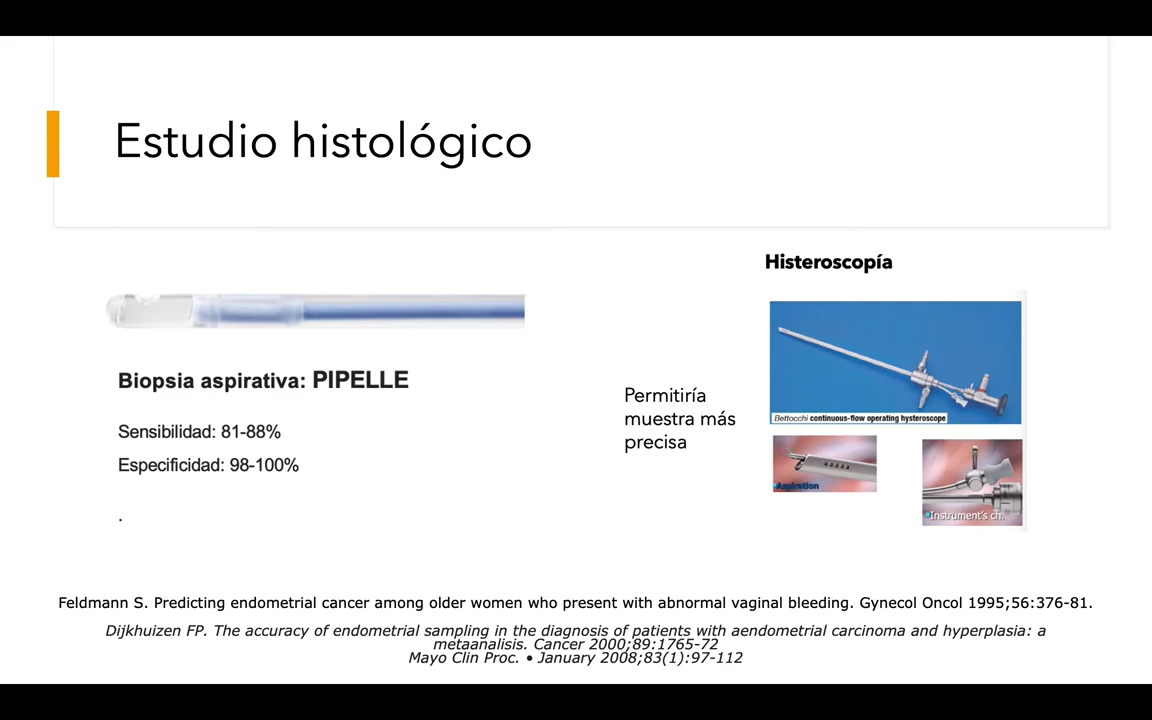 Estudio histológico
Histeroscopía
Biopsia aspirativa: PIPELLE
Permitiría
muestra más
precisa
Bettocchi continuous-flow operating hysteroscope
Sensibilidad: 81-88%
Especificidad: 98-100%
Aspiration
Instrument's ch.
.
Feldmann S. Predicting endometrial cancer among older women who present with abnormal vaginal bleeding. Gynecol Oncol 1995;56:376-81.
Dijkhuizen FP. The accuracy of endometrial sampling in the diagnosis of patients with aendometrial carcinoma and hyperplasia: a
metaanalisis. Cancer 2000;89:1765-72
Mayo Clin Proc. • January 2008;83(1):97-112